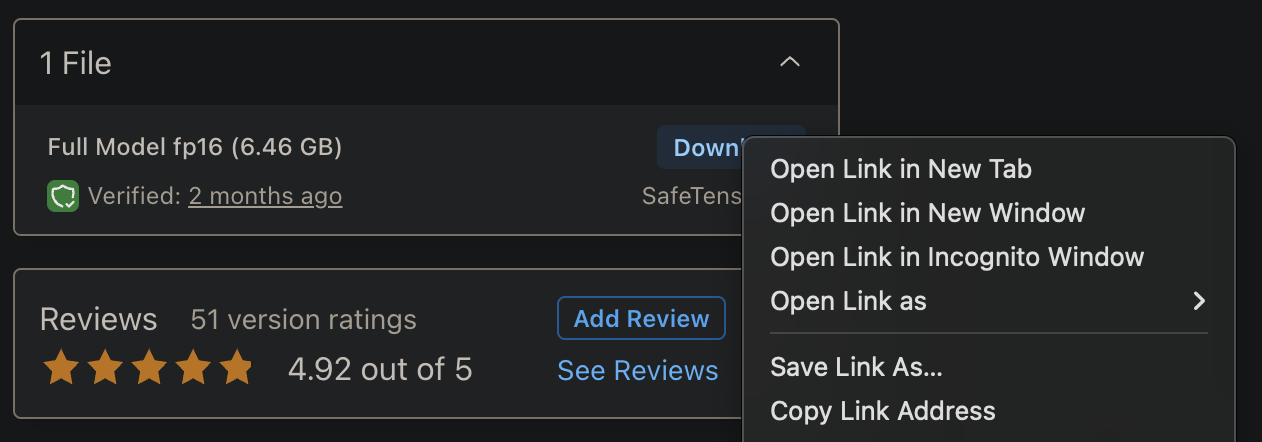 1 File
Full Model fp16 (6.46 GB)
Verified: 2 months ago
SafeTens
Reviews 51 version ratings
Add Review
4.92 out of 5
See Reviews
Open Link in New Tab
Open Link in New Window
Open Link in Incognito Window
Open Link as
Save Link As...
Copy Link Address